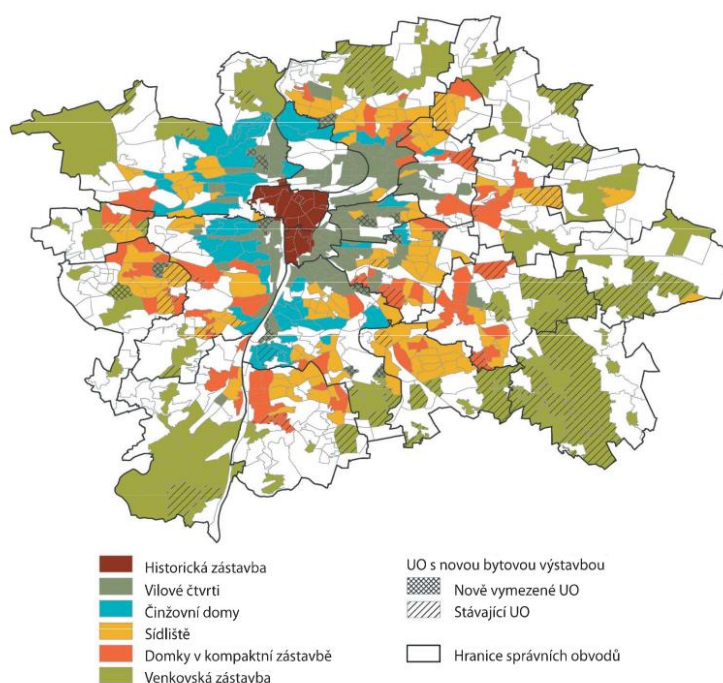 Historická zástavba
Vilové čtvrti
Činžovní domy
Sídliště
Domky v kompaktní zástavbě
Venkovská zástavba
UO s novou bytovou výstavbou
Nově vymezené UO
Stávající UO
Hranice správních obvodů